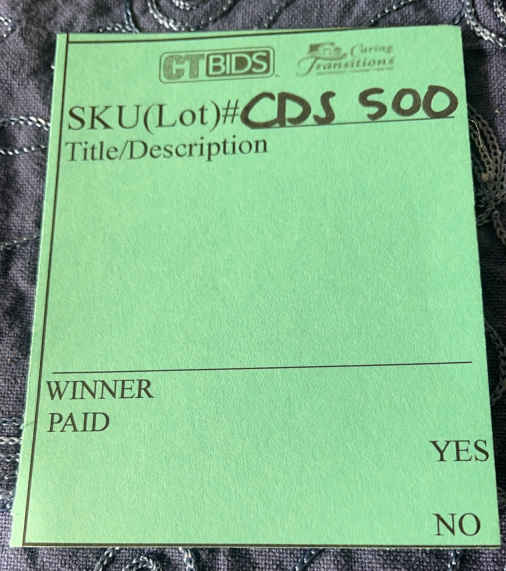 CTBIDS Caring Transitions
SKU(Lot)# CDS 500
Title/Description
WINNER
PAID
YES
NO